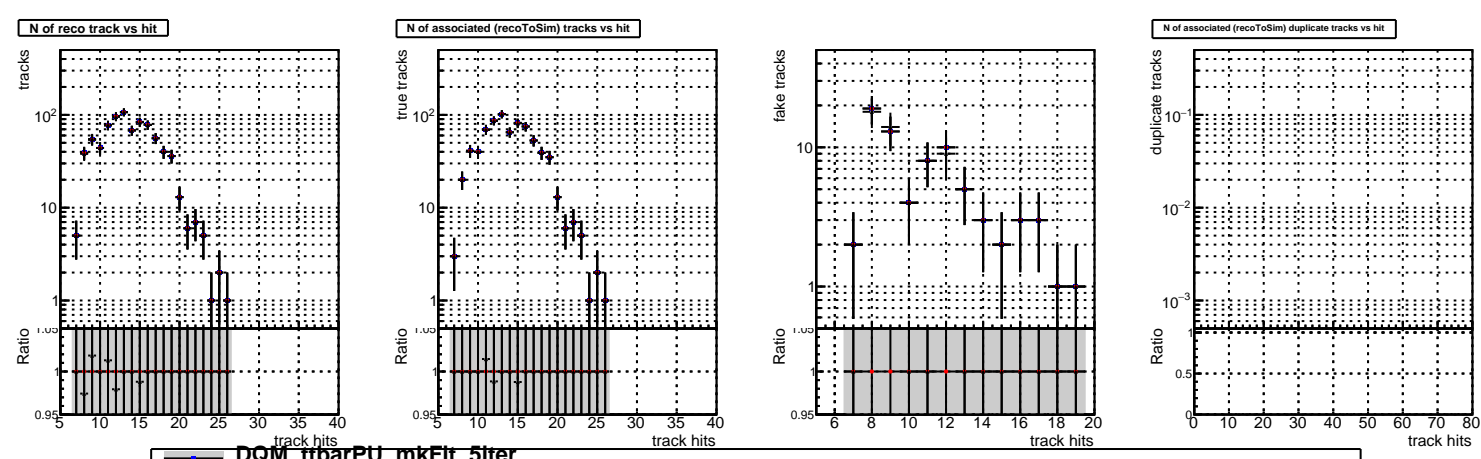 N of reco track vs hit
tracks
10²
10
1
1.05
Ratio
1
0.95
5 10 15 20 25 30 35 40
track hits
N of associated (recoToSim) tracks vs hit
true tracks
10²
10
1
1.05
Ratio
1
0.95
5 10 15 20 25 30 35 40
track hits
fake tracks
10
1
1.05
Ratio
1
0.95
6 8 10 12 14 16 18 20
track hits
N of associated (recoToSim) duplicate tracks vs hit
duplicate tracks
10⁻¹
10⁻²
10⁻³
Ratio
1
0.5
0
0 10 20 30 40 50 60 70 80
track hits
DQM_ttbarPU_mkFit_5iter